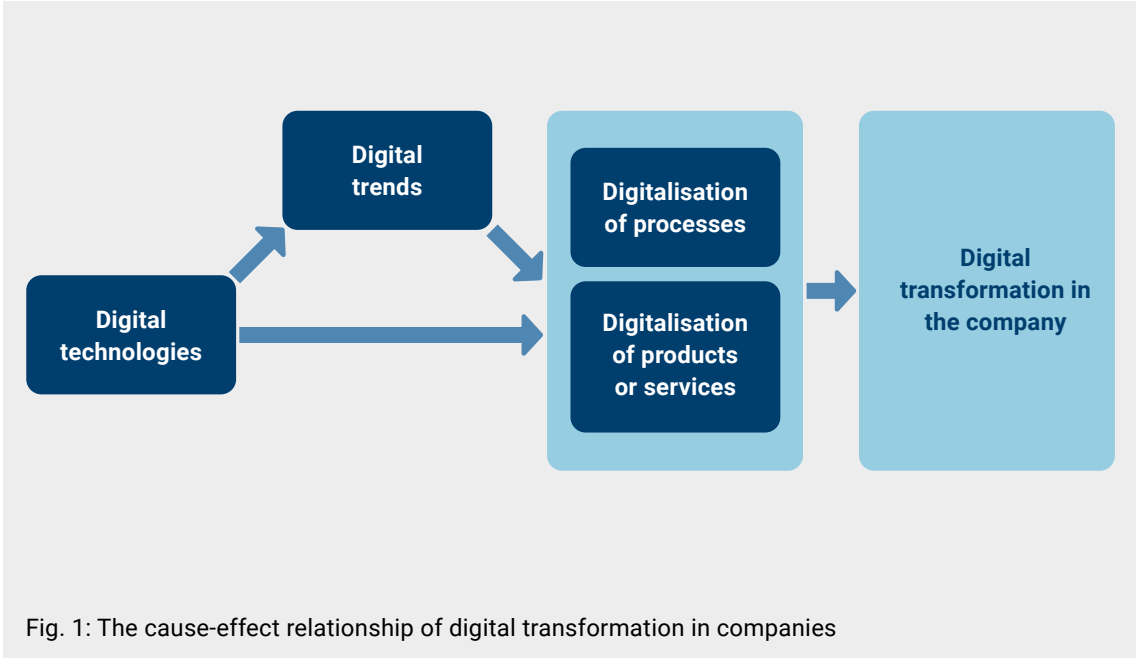 Digital
technologies
Digital
trends
Digitalisation
of processes
Digitalisation
of products
or services
Digital
transformation in
the company
Fig. 1: The cause-effect relationship of digital transformation in companies